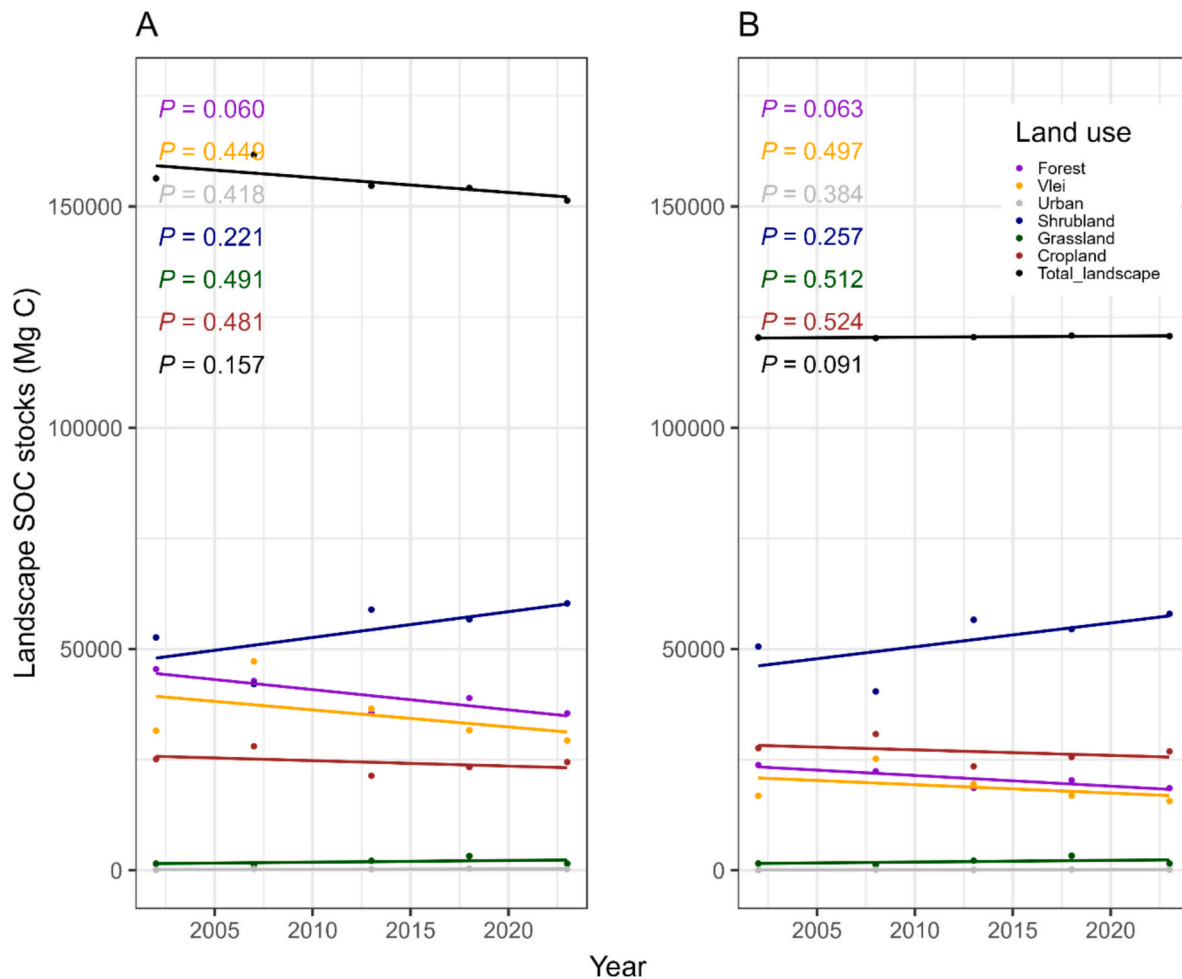 A
B
Landscape SOC stocks (Mg C)
150000
100000
50000
0
P = 0.060
P = 0.449
P = 0.418
P = 0.221
P = 0.491
P = 0.481
P = 0.157
2005
2010
2015
2020
150000
100000
50000
0
P = 0.063
P = 0.497
P = 0.384
P = 0.257
P = 0.512
P = 0.524
P = 0.091
Land use
Forest
Vlei
Urban
Shrubland
Grassland
Cropland
Total_landscape
2005
2010
2015
2020
Year